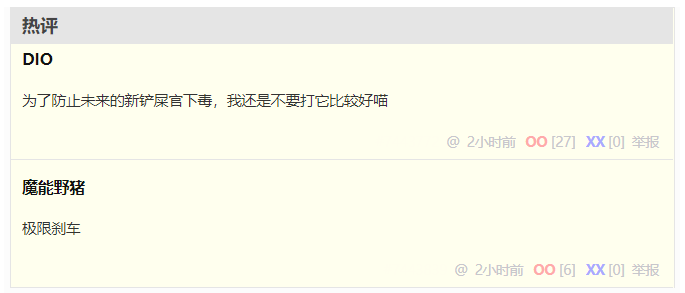 热评
DIO
为了防止未来的新铲屎官下毒，我还是不要打它比较好喵
@ 2小时前 OO [27] XX [0] 举报
魔能野猪
极限刹车
@ 2小时前 OO [6] XX [0] 举报